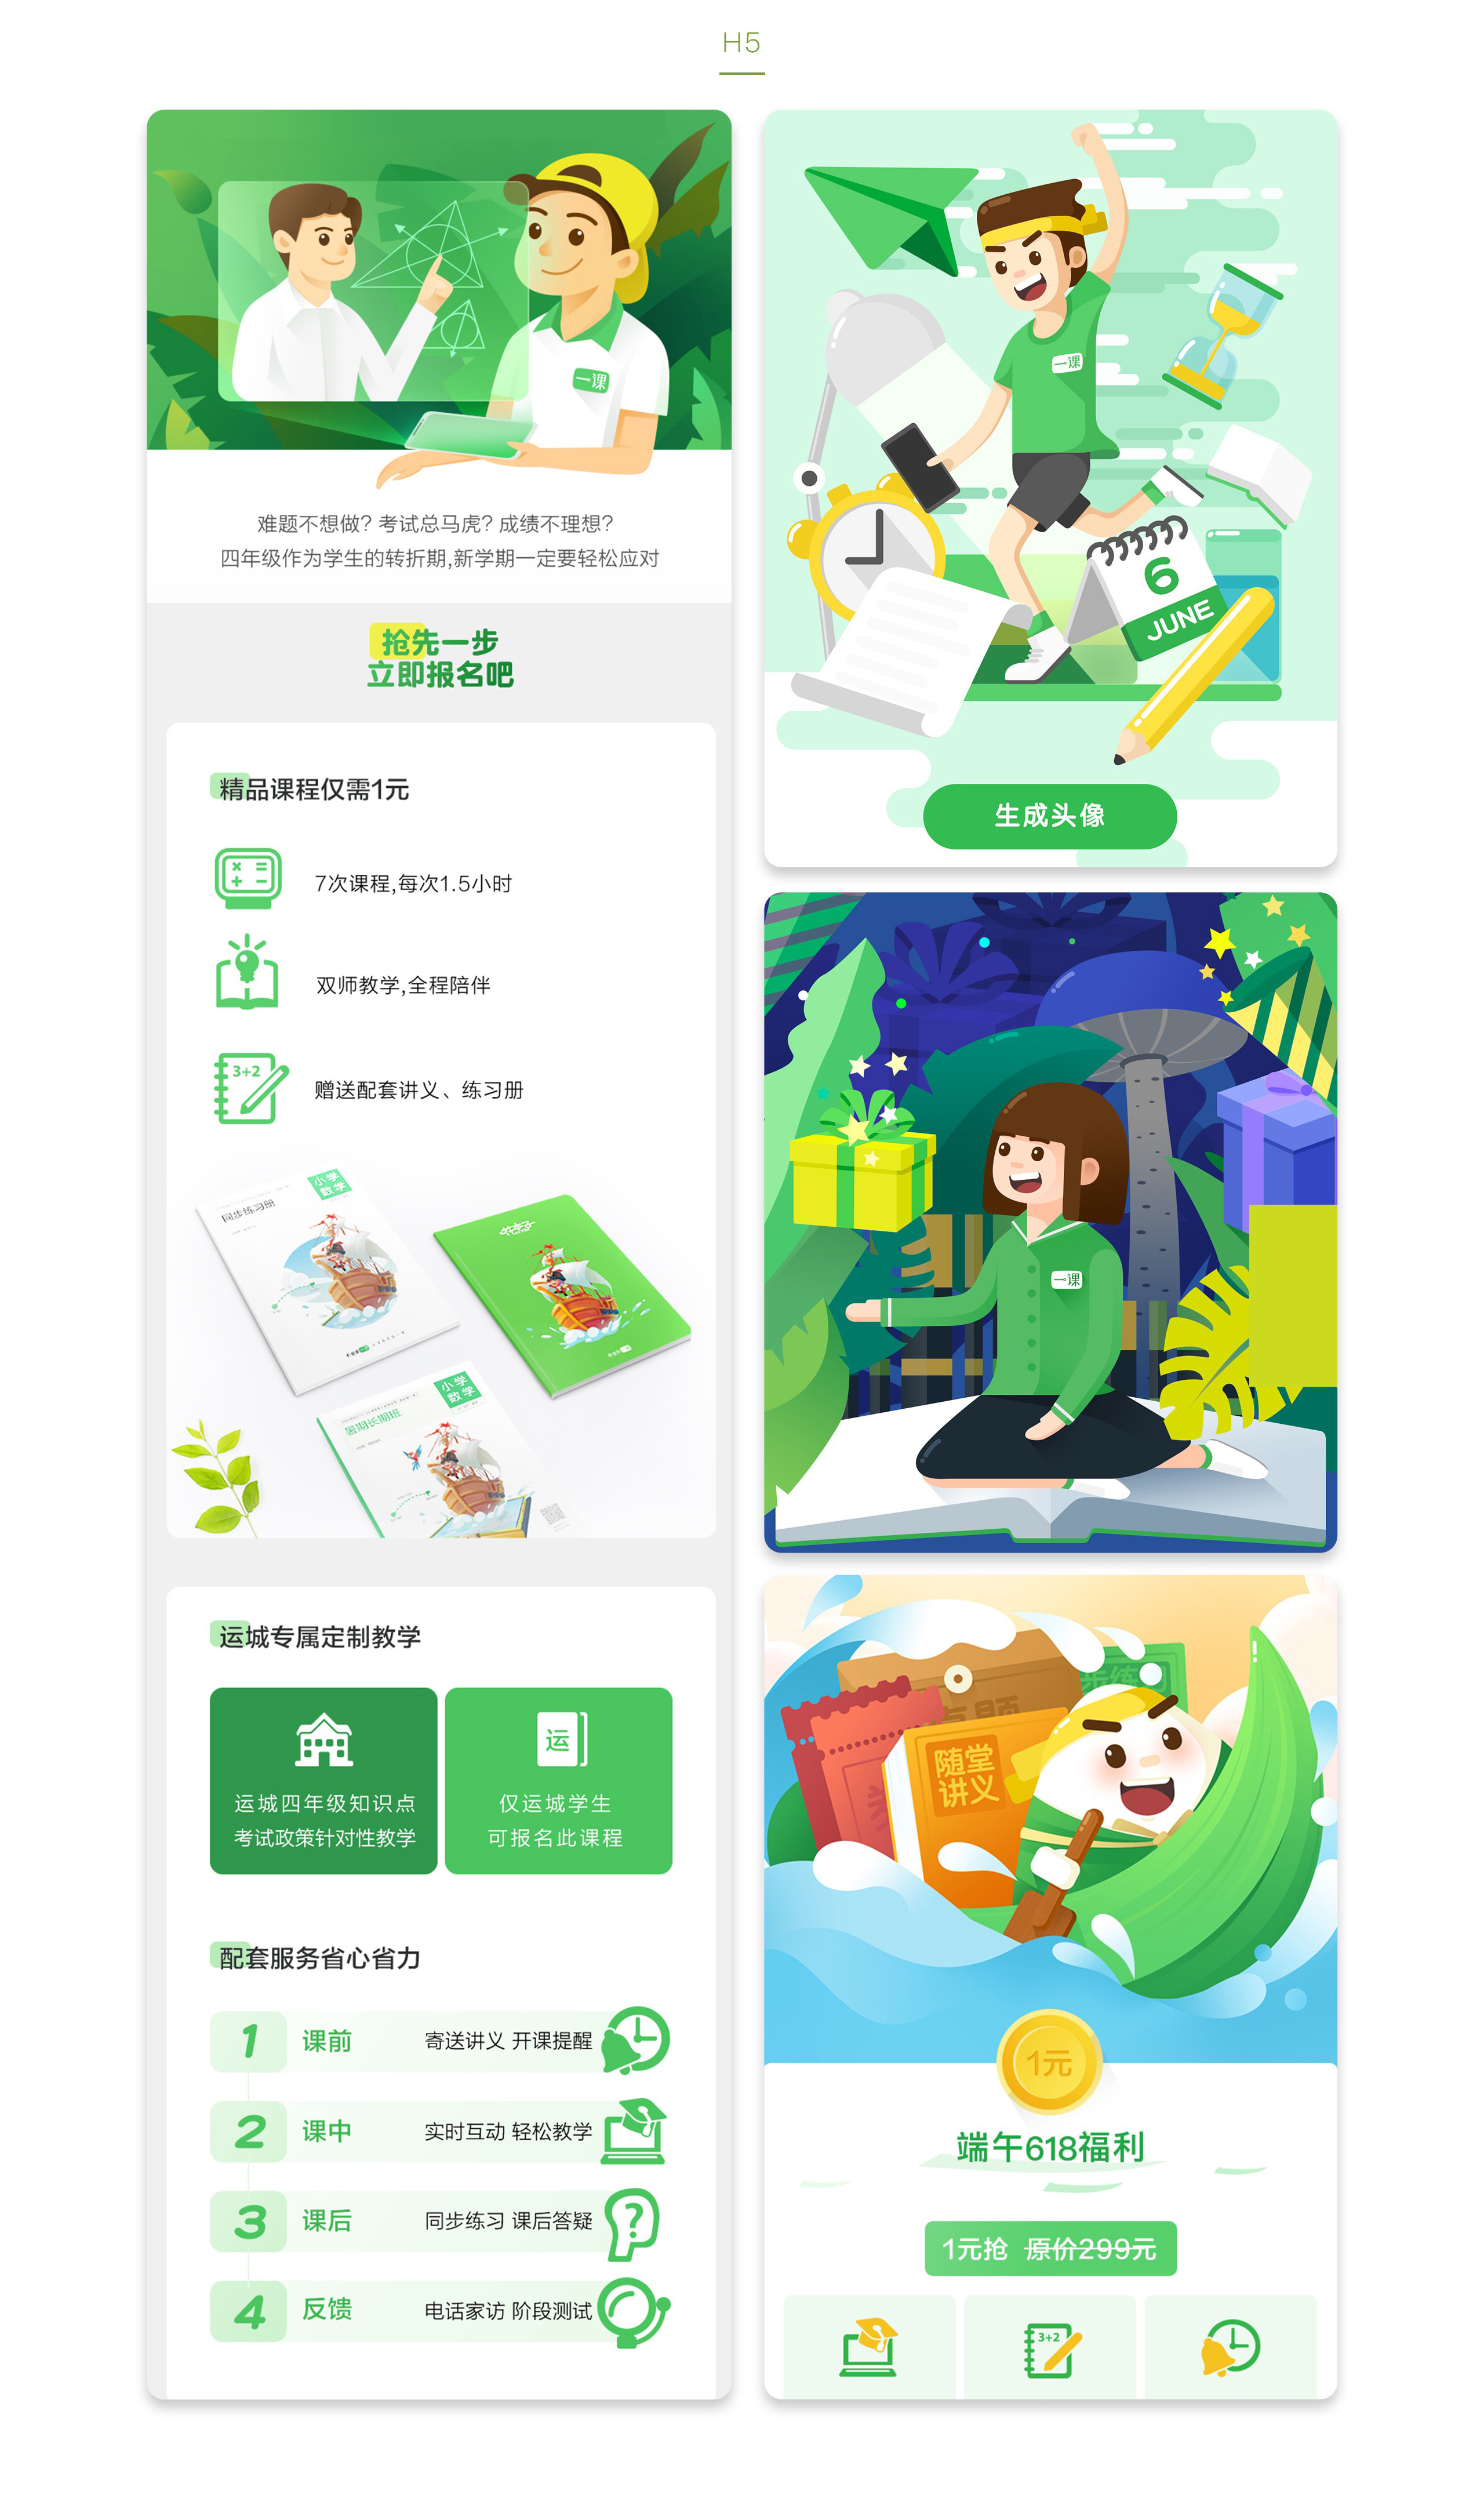 H5
一课
难题不想做? 考试总马虎? 成绩不理想?
四年级作为学生的转折期,新学期一定要轻松应对
抢先一步
立即报名吧
精品课程仅需1元
7次课程,每次1.5小时
双师教学,全程陪伴
3+2
赠送配套讲义、练习册
小学
数学
同步练习册
小学
数学
暑期长期班
运城专属定制教学
运
运城四年级知识点
考试政策针对性教学
仅运城学生
可报名此课程
配套服务省心省力
1 课前 寄送讲义 开课提醒
2 课中 实时互动 轻松教学
3 课后 同步练习 课后答疑
?
4 反馈 电话家访 阶段测试
一课
6
JUNE
生成头像
一课
随堂
讲义
1元
端午618福利
1元抢 原价299元
3+2